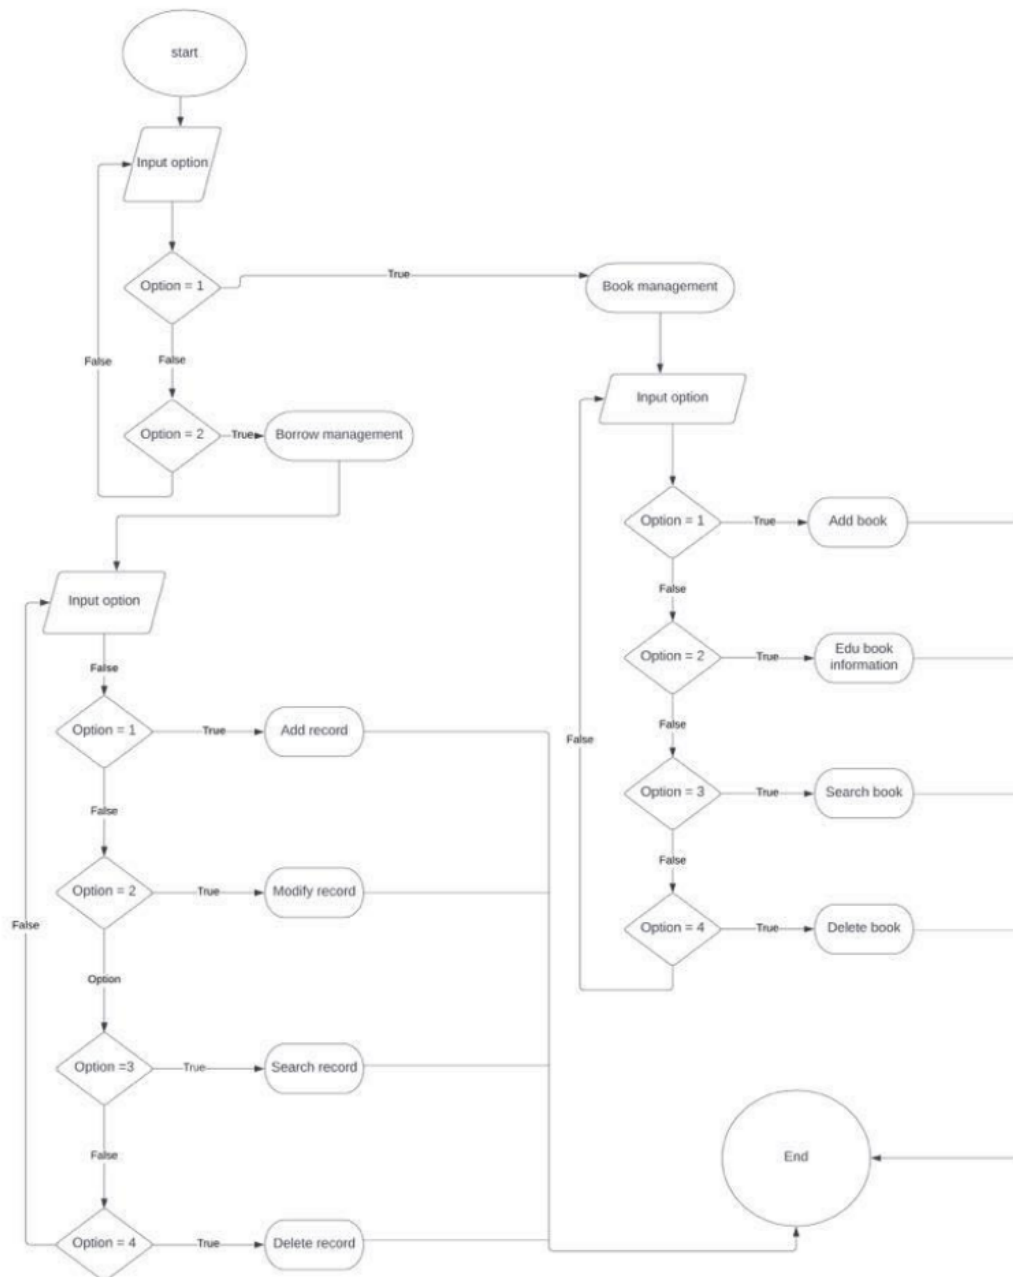 start
Input option
Option = 1
True
Book management
False
False
Option = 2
True
Borrow management
Input option
Option = 1
True
Add book
False
Option = 2
True
Edu book
information
False
False
Option = 3
True
Search book
False
Option = 4
True
Delete book
Input option
False
Option = 1
True
Add record
False
Option = 2
True
Modify record
False
Option
Option =3
True
Search record
False
Option = 4
True
Delete record
End